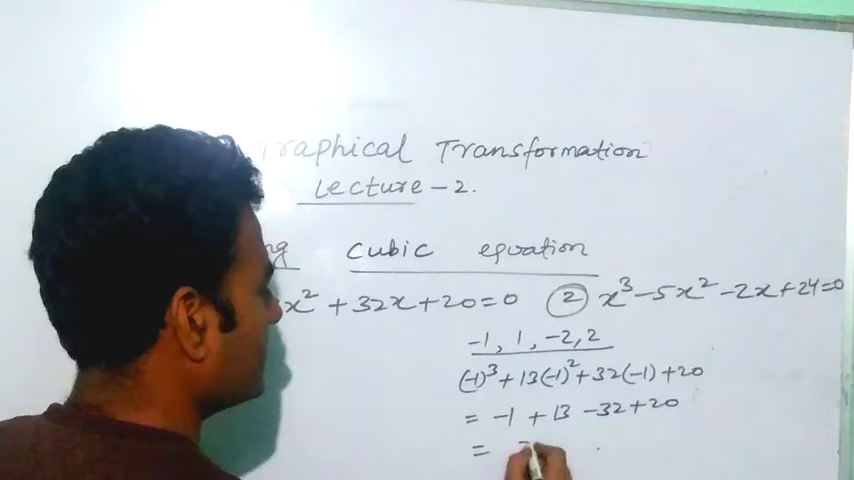 raphical Transformation
Lecture-2.
ng cubic equation
x² + 32x + 20 = 0 ② x³ - 5x² - 2x + 24 = 0
-1, 1, -2, 2
(-1)³ + 13(-1)² + 32(-1) + 20
= -1 + 13 - 32 + 20
=